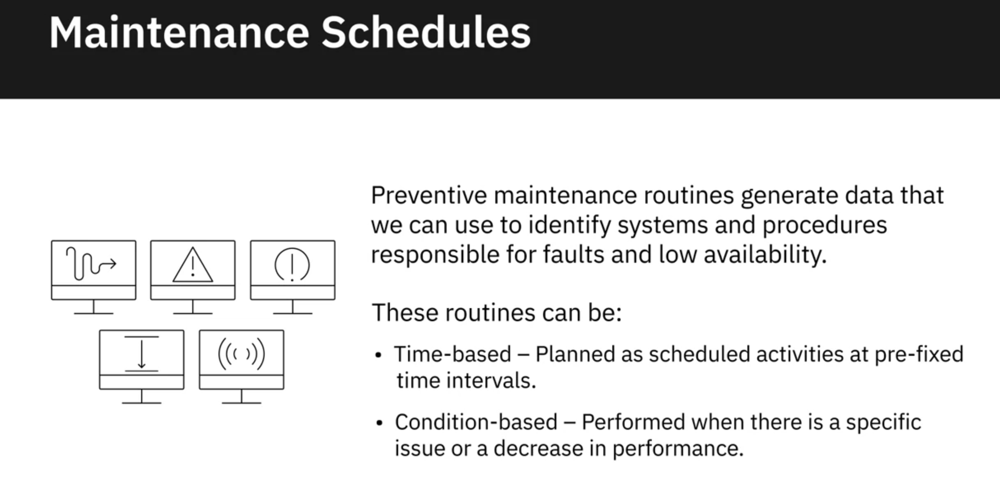 Maintenance Schedules
Preventive maintenance routines generate data that
we can use to identify systems and procedures
responsible for faults and low availability.
These routines can be:
• Time-based – Planned as scheduled activities at pre-fixed
time intervals.
• Condition-based – Performed when there is a specific
issue or a decrease in performance.